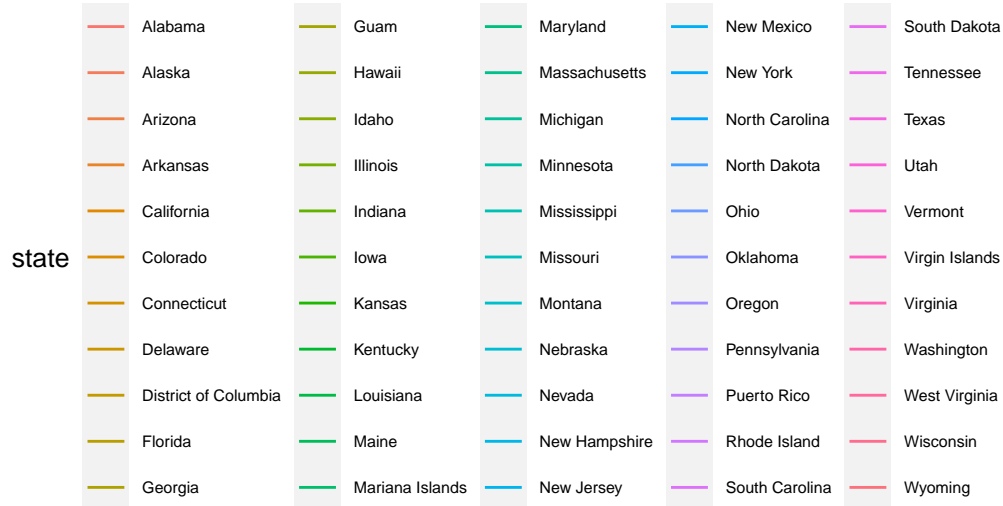 state
Alabama
Alaska
Arizona
Arkansas
California
Colorado
Connecticut
Delaware
District of Columbia
Florida
Georgia
Guam
Hawaii
Idaho
Illinois
Indiana
Iowa
Kansas
Kentucky
Louisiana
Maine
Mariana Islands
Maryland
Massachusetts
Michigan
Minnesota
Mississippi
Missouri
Montana
Nebraska
Nevada
New Hampshire
New Jersey
New Mexico
New York
North Carolina
North Dakota
Ohio
Oklahoma
Oregon
Pennsylvania
Puerto Rico
Rhode Island
South Carolina
South Dakota
Tennessee
Texas
Utah
Vermont
Virgin Islands
Virginia
Washington
West Virginia
Wisconsin
Wyoming